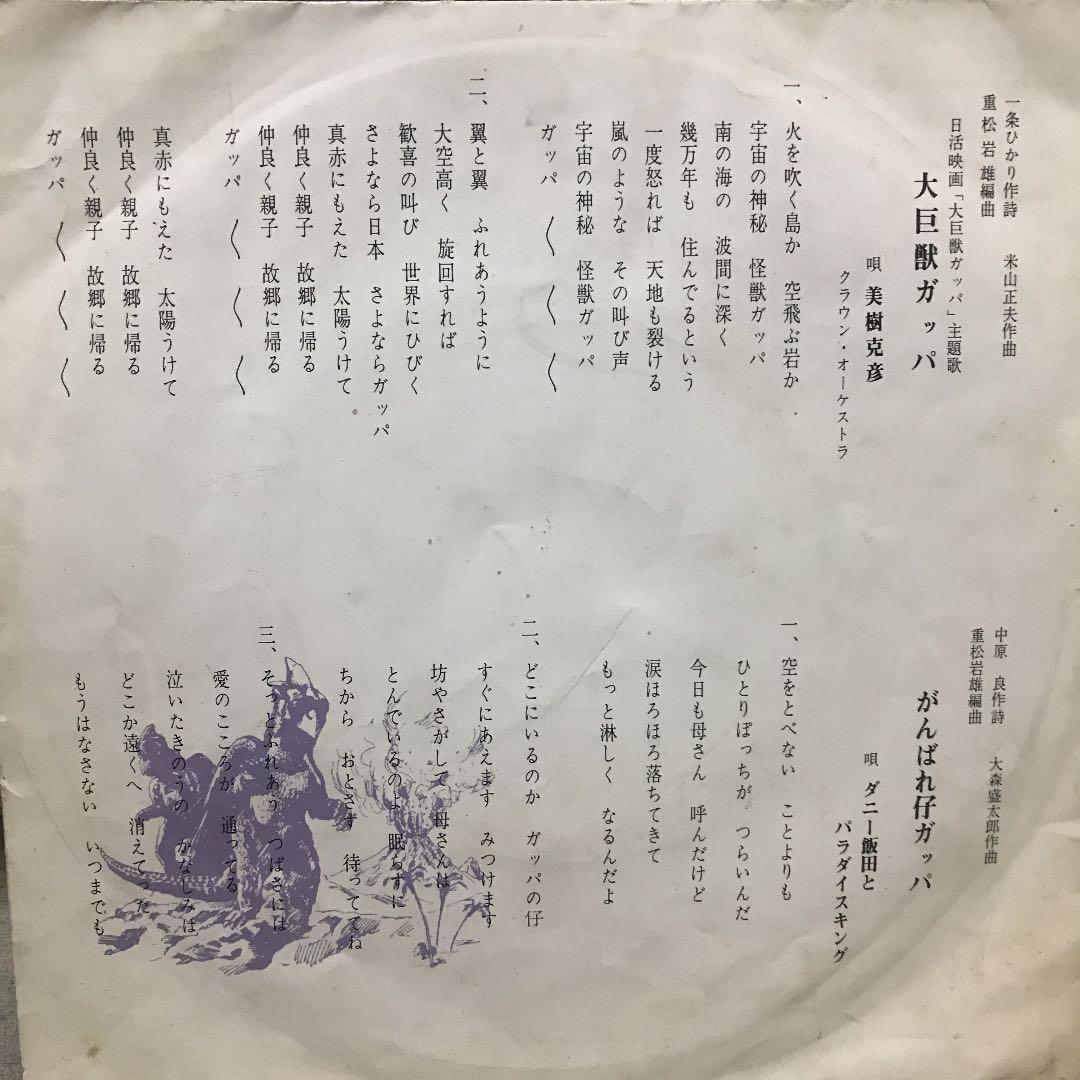 一条ひかり作詩　米山正夫作曲
重松岩雄編曲
日活映画「大巨獣ガッパ」主題歌
大巨獣ガッパ
唄　美樹克彦
クラウン・オーケストラ
一、火を吹く島か　空飛ぶ岩か
宇宙の神秘　怪獣ガッパ
南の海の　波間に深く
幾万年も　住んでるという
一度怒れば　天地も裂ける
嵐のような　その叫び声
宇宙の神秘　怪獣ガッパ
ガッパ　〱　〱
二、翼と翼　ふれあうように
大空高く　旋回すれば
歓喜の叫び　世界にひびく
さよなら日本　さよならガッパ
真赤にもえた　太陽うけて
仲良く親子　故郷に帰る
仲良く親子　故郷に帰る
ガッパ　〱　〱　〱
真赤にもえた　太陽うけて
仲良く親子　故郷に帰る
仲良く親子　故郷に帰る
ガッパ　〱　〱　〱
中原　良作詩　大森盛太郎作曲
重松岩雄編曲
がんばれ仔ガッパ
唄　ダニー飯田と
パラダイスキング
一、空をとべない　ことよりも
ひとりぼっちが　つらいんだ
今日も母さん　呼んだけど
涙ほろほろ落ちてきて
もっと淋しく　なるんだよ
二、どこにいるのか　ガッパの仔
すぐにあえます　みつけます
坊やさがして　母さんは
とんでいるのよ　眠らずに
ちから　おとさず　待っててね
三、そっとふれあう　つばさには
愛のこころが　通ってる
泣いたきのうの　かなしみは
どこか遠くへ　消えてった
もうはなさない　いつまでも